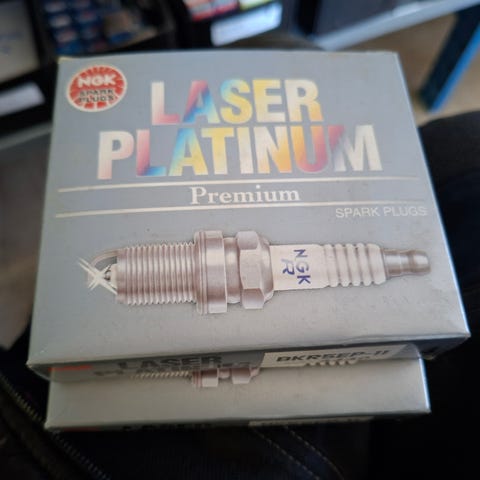 NGK
SPARK PLUGS
LASER
PLATINUM
Premium
SPARK PLUGS
NGK
R
LASER
BKR5EP-11